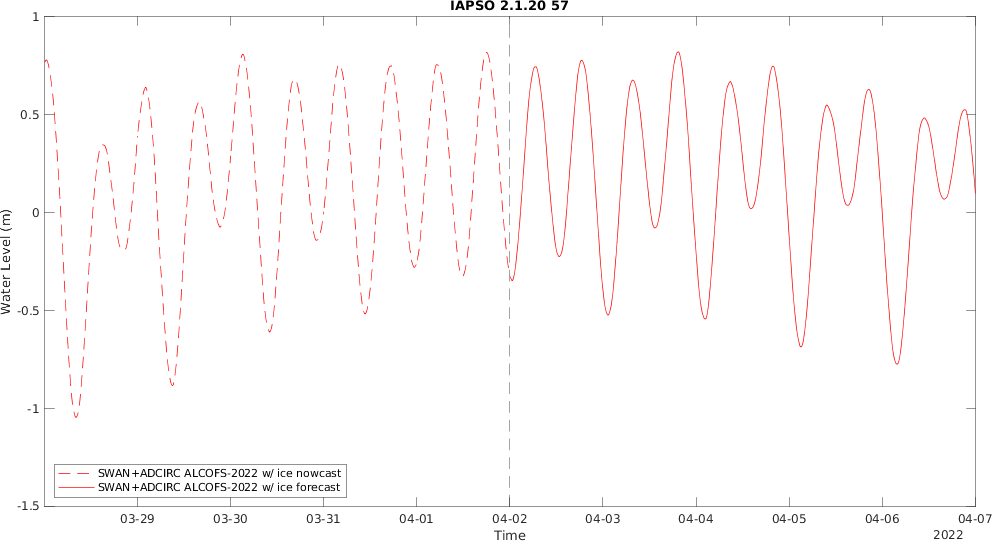 IAPSO 2.1.20 57
1
0.5
0
-0.5
-1
-1.5
Water Level (m)
SWAN+ADCIRC ALCOFS-2022 w/ ice nowcast
SWAN+ADCIRC ALCOFS-2022 w/ ice forecast
03-29 03-30 03-31 04-01 04-02 04-03 04-04 04-05 04-06 04-07
Time
2022